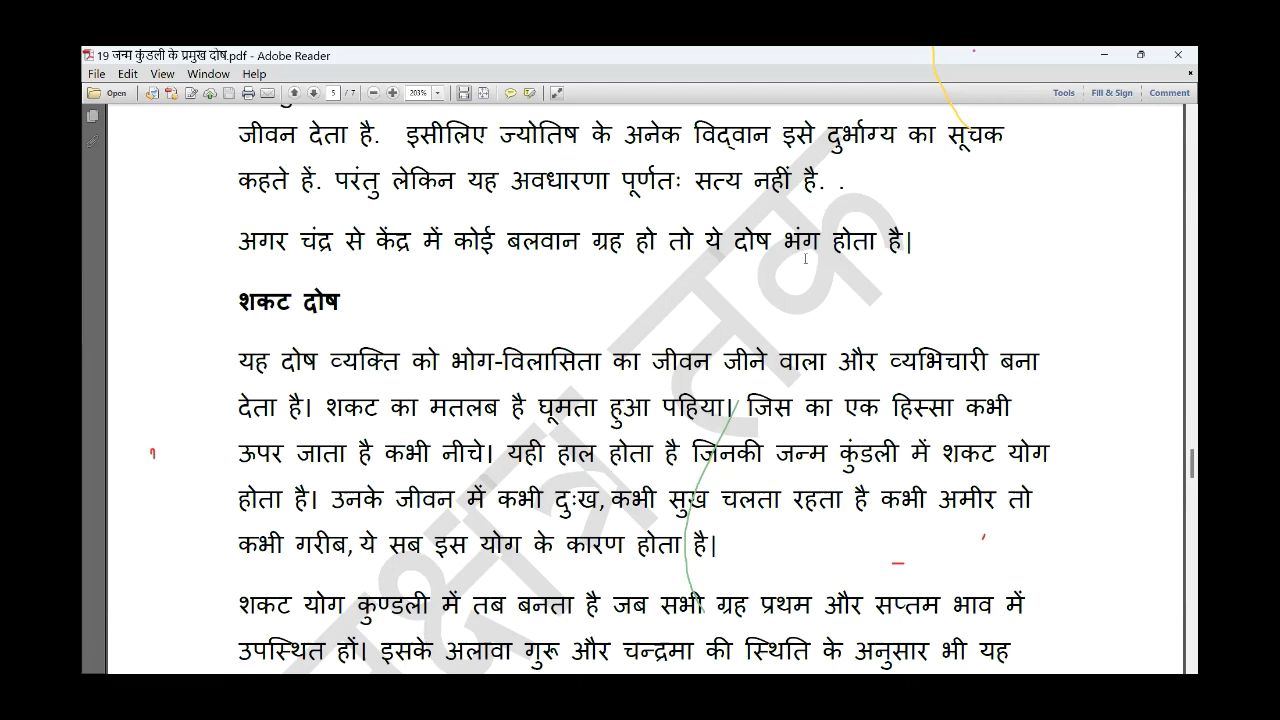 19 जन्म कुंडली के प्रमुख दोष.pdf - Adobe Reader
File Edit View Window Help
Open 5 / 7 203% Tools Fill & Sign Comment
जीवन देता है. इसीलिए ज्योतिष के अनेक विद्वान इसे दुर्भाग्य का सूचक
कहते हें. परंतु लेकिन यह अवधारणा पूर्णतः सत्य नहीं है. .
अगर चंद्र से केंद्र में कोई बलवान ग्रह हो तो ये दोष भंग होता है|
शकट दोष
यह दोष व्यक्ति को भोग-विलासिता का जीवन जीने वाला और व्यभिचारी बना
देता है। शकट का मतलब है घूमता हुआ पहिया। जिस का एक हिस्सा कभी
ऊपर जाता है कभी नीचे। यही हाल होता है जिनकी जन्म कुंडली में शकट योग
होता है। उनके जीवन में कभी दुःख, कभी सुख चलता रहता है कभी अमीर तो
कभी गरीब, ये सब इस योग के कारण होता है|
शकट योग कुण्डली में तब बनता है जब सभी ग्रह प्रथम और सप्तम भाव में
उपस्थित हों। इसके अलावा गुरू और चन्द्रमा की स्थिति के अनुसार भी यह